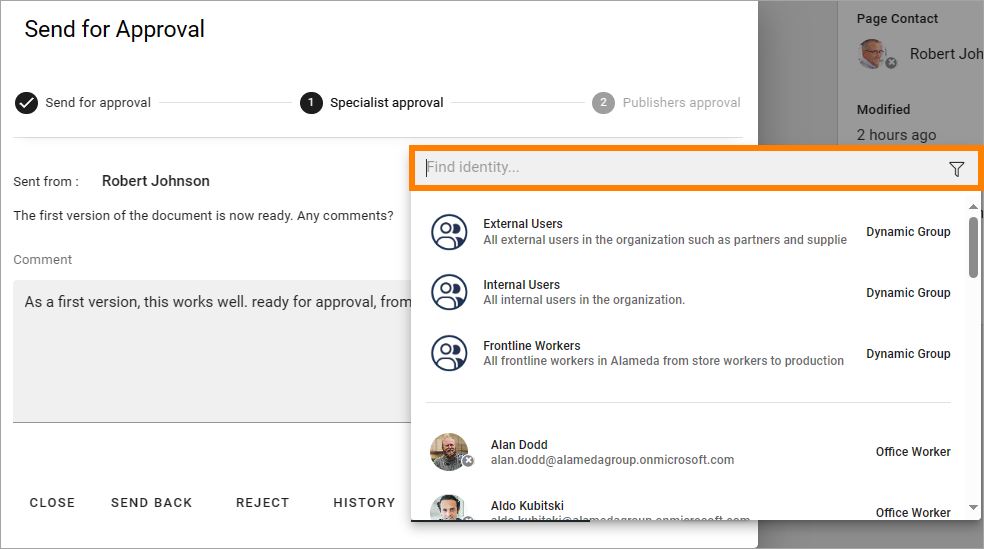 Send for Approval
Send for approval
1
Specialist approval
2
Publishers approval
Sent from :
Robert Johnson
The first version of the document is now ready. Any comments?
Comment
As a first version, this works well. ready for approval, from
CLOSE
SEND BACK
REJECT
HISTORY
Page Contact
Robert Joh
Modified
2 hours ago
Find identity...
External Users
All external users in the organization such as partners and supplie
Dynamic Group
Internal Users
All internal users in the organization.
Dynamic Group
Frontline Workers
All frontline workers in Alameda from store workers to production
Dynamic Group
Alan Dodd
alan.dodd@alamedagroup.onmicrosoft.com
Office Worker
Aldo Kubitski
aldo.kubitski@alamedagroup.onmicrosoft.com
Office Worker